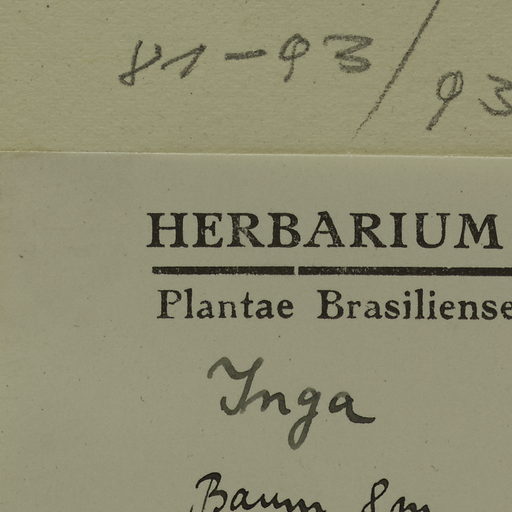 81-93/93
HERBARIUM
Plantae Brasiliense
Inga
Baum 8m